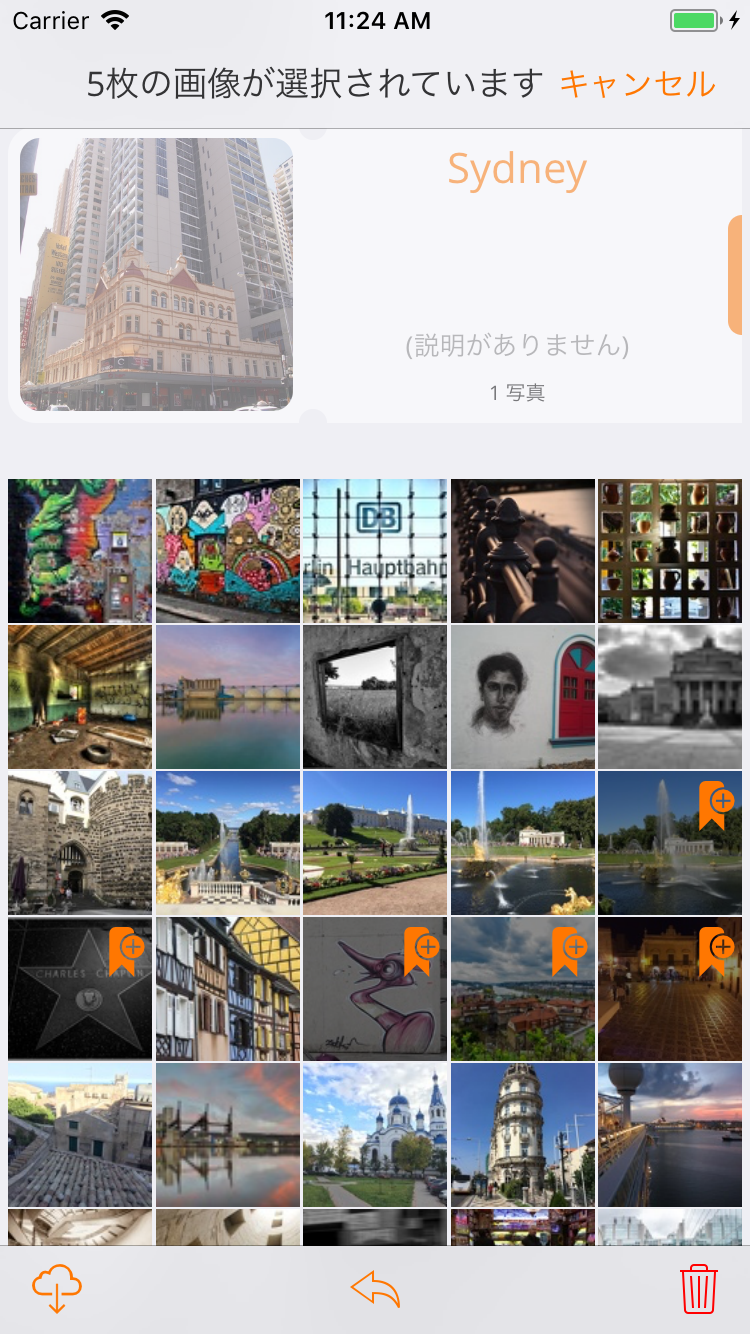 Carrier 11:24 AM
5枚の画像が選択されています キャンセル
Sydney
(説明がありません)
1 写真
DB
rlin Hauptbahn
CHARLES CHAPLIN